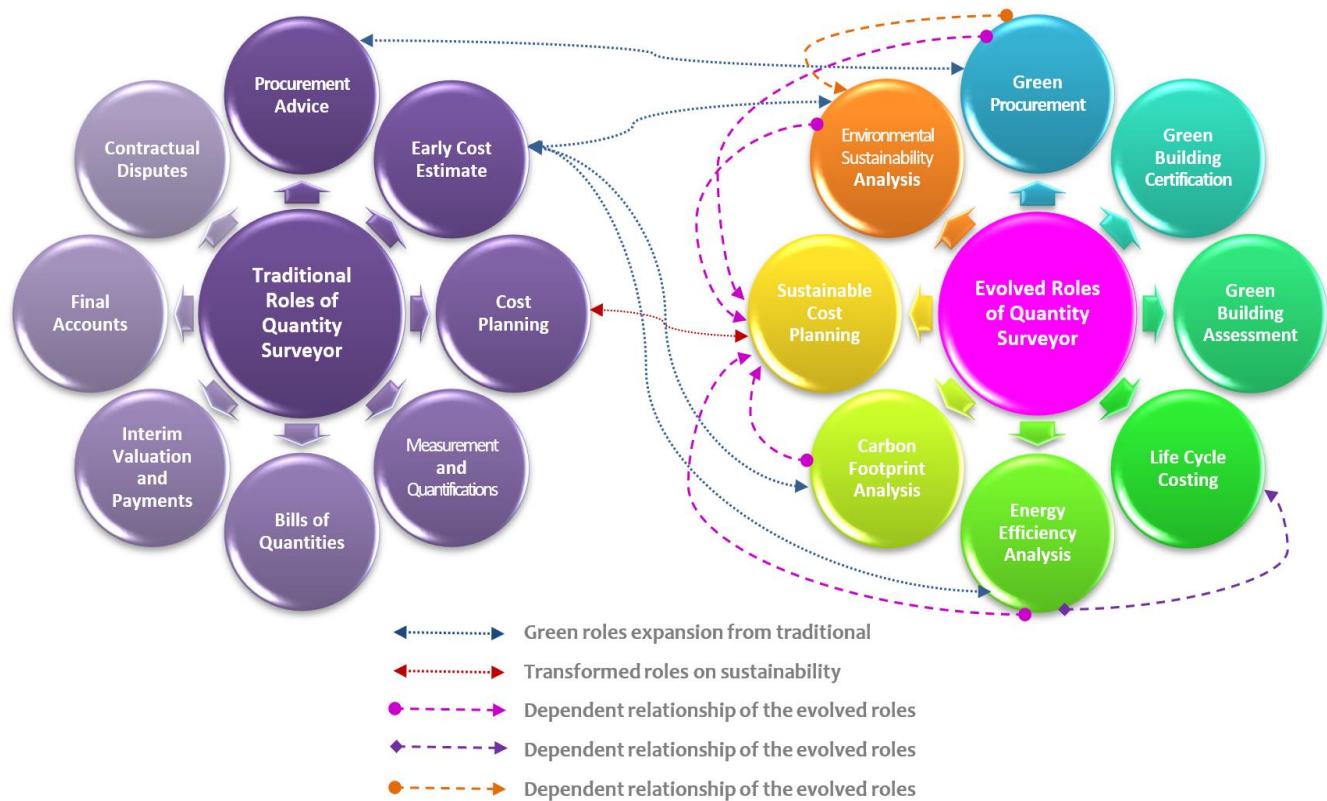 Procurement
Advice
Early Cost
Estimate
Cost
Planning
Measurement
and
Quantifications
Bills of
Quantities
Interim
Valuation
and
Payments
Final
Accounts
Contractual
Disputes
Traditional
Roles of
Quantity
Surveyor
Green
Procurement
Green
Building
Certification
Green
Building
Assessment
Life Cycle
Costing
Energy
Efficiency
Analysis
Carbon
Footprint
Analysis
Sustainable
Cost
Planning
Environmental
Sustainability
Analysis
Evolved Roles
of Quantity
Surveyor
Green roles expansion from traditional
Transformed roles on sustainability
Dependent relationship of the evolved roles
Dependent relationship of the evolved roles
Dependent relationship of the evolved roles